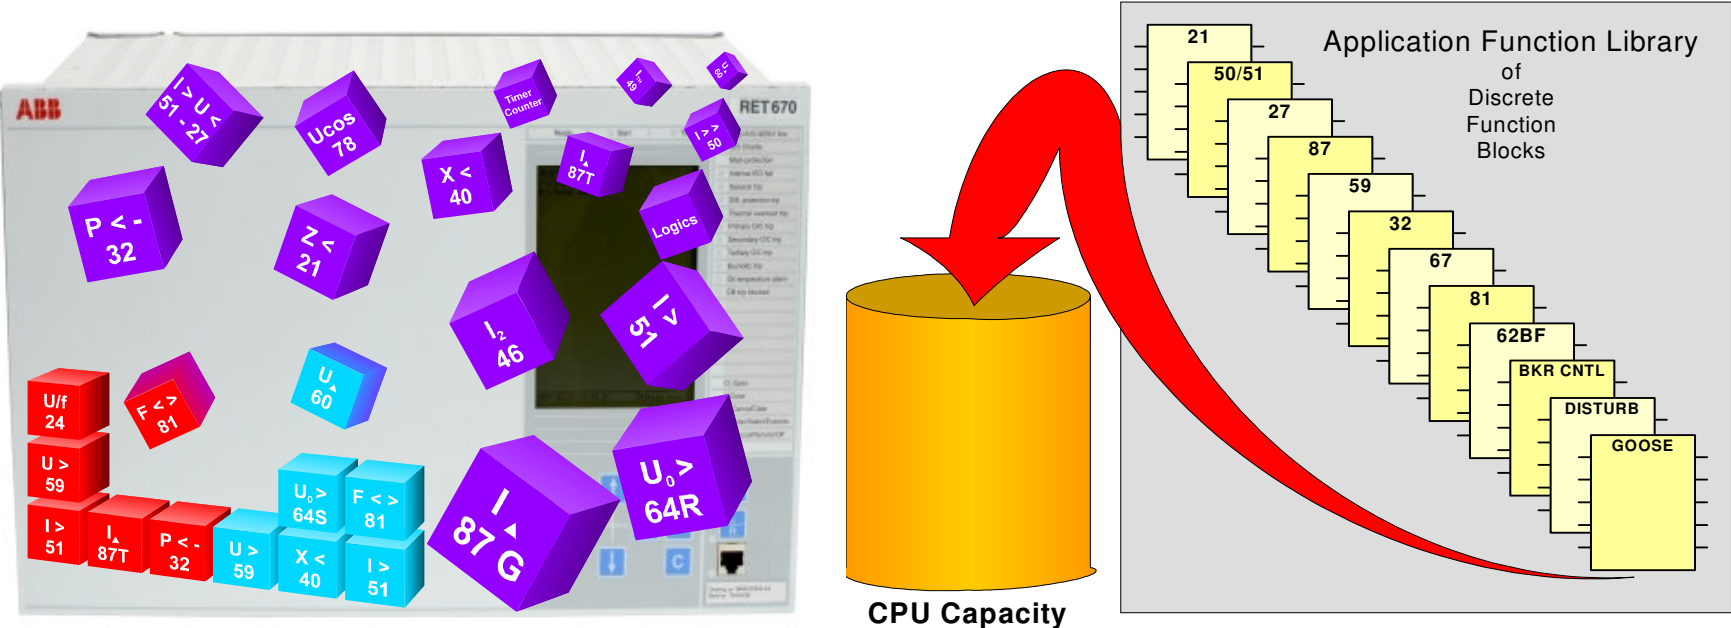 ABB
RET670
I > U <
51 - 27
Ucos
78
Timer
Counter
49
60
I > >
50
X <
40
I▲
87T
P < -
32
Z <
21
Logics
I₂
46
I >
51
U/f
24
F < >
81
U▲
60
U >
59
U₀ >
64S
F < >
81
I >
51
I▲
87T
P < -
32
U >
59
X <
40
I >
51
I▲
87 G
U₀ >
64R
C
CPU Capacity
Application Function Library
of
Discrete
Function
Blocks
21
50/51
27
87
59
32
67
81
62BF
BKR CNTL
DISTURB
GOOSE